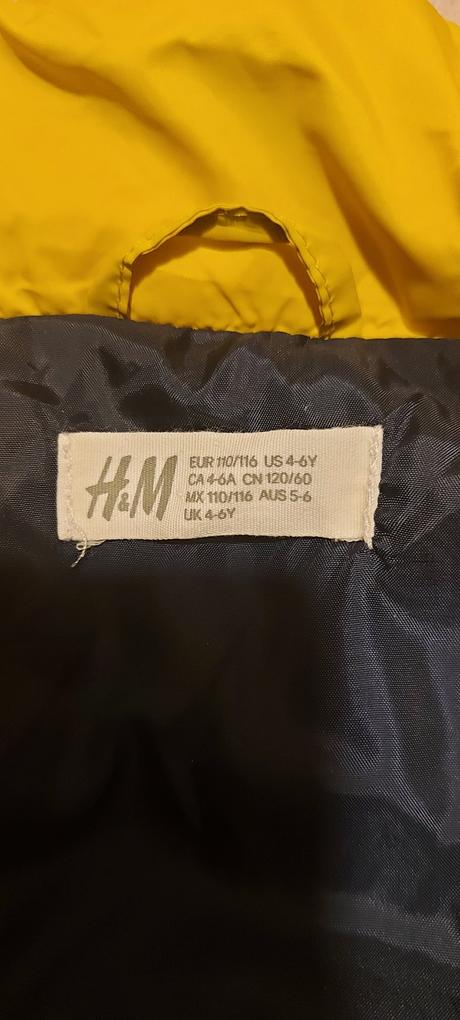 H&M
EUR 110/116 US 4-6Y
CA 4-6A CN 120/60
MX 110/116 AUS 5-6
UK 4-6Y